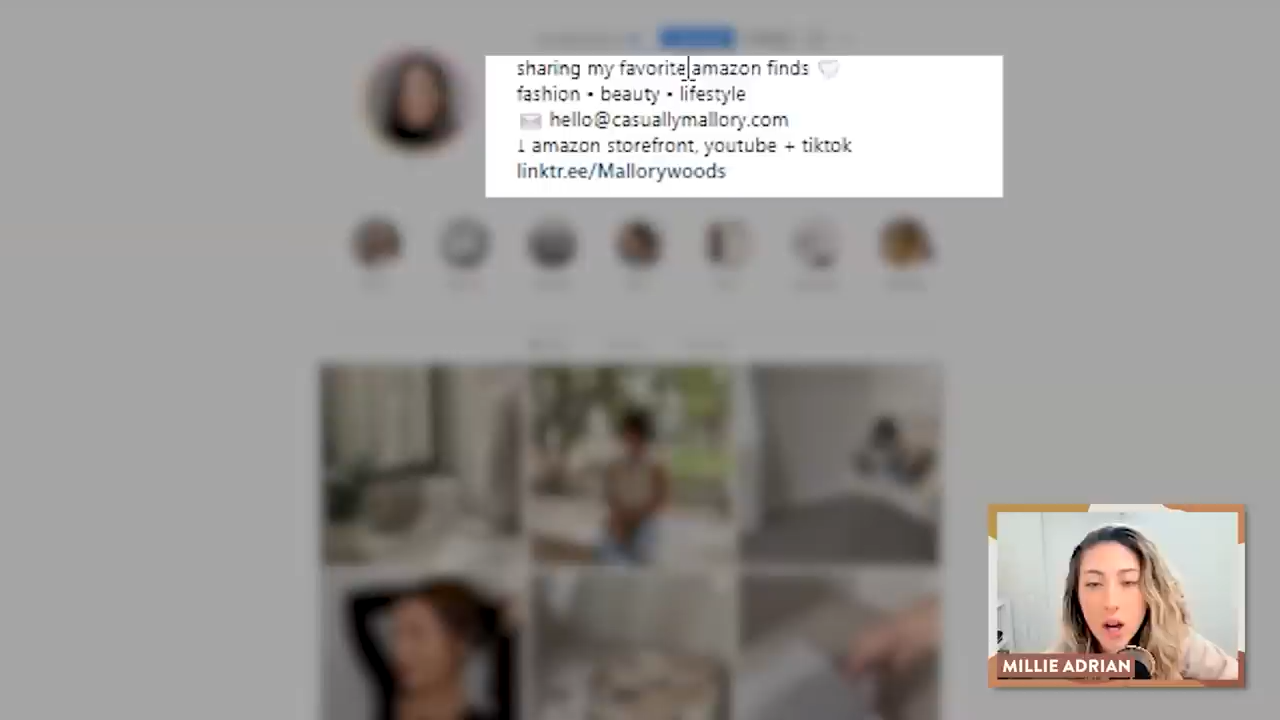 sharing my favorite amazon finds 🤍
fashion • beauty • lifestyle
✉️ hello@casuallymallory.com
↓ amazon storefront, youtube + tiktok
linktr.ee/Mallorywoods
MILLIE ADRIAN